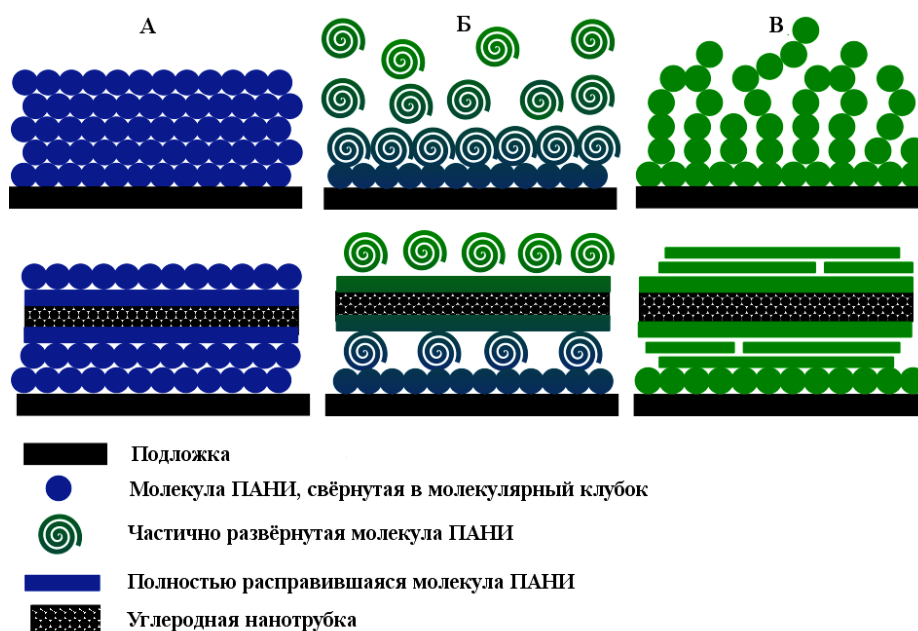 А
Б
В
Подложка
Молекула ПАНИ, свёрнутая в молекулярный клубок
Частично развёрнутая молекула ПАНИ
Полностью расправившаяся молекула ПАНИ
Углеродная нанотрубка